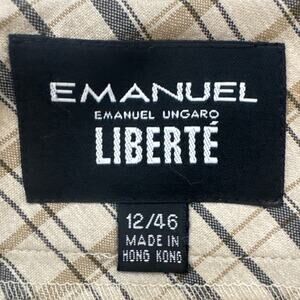 EMANUEL
EMANUEL UNGARO
LIBERTÉ
12/46
MADE IN
HONG KONG